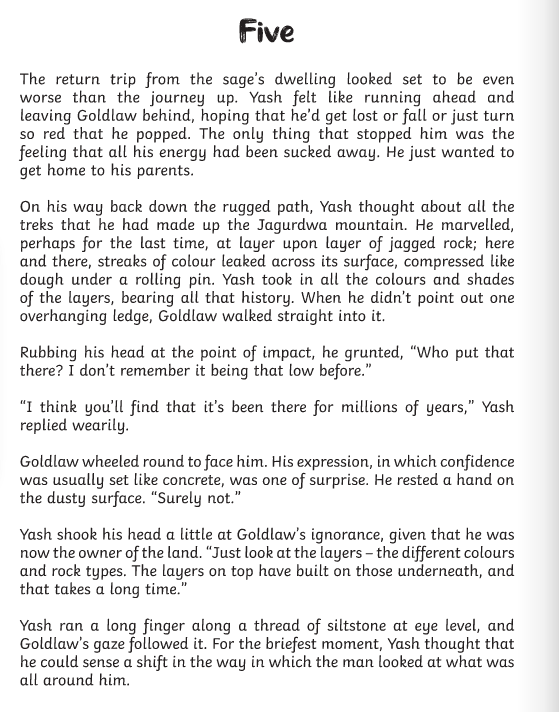 Five
The return trip from the sage’s dwelling looked set to be even
worse than the journey up. Yash felt like running ahead and
leaving Goldlaw behind, hoping that he’d get lost or fall or just turn
so red that he popped. The only thing that stopped him was the
feeling that all his energy had been sucked away. He just wanted to
get home to his parents.
On his way back down the rugged path, Yash thought about all the
treks that he had made up the Jagurdwa mountain. He marvelled,
perhaps for the last time, at layer upon layer of jagged rock; here
and there, streaks of colour leaked across its surface, compressed like
dough under a rolling pin. Yash took in all the colours and shades
of the layers, bearing all that history. When he didn’t point out one
overhanging ledge, Goldlaw walked straight into it.
Rubbing his head at the point of impact, he grunted, “Who put that
there? I don’t remember it being that low before.”
“I think you’ll find that it’s been there for millions of years,” Yash
replied wearily.
Goldlaw wheeled round to face him. His expression, in which confidence
was usually set like concrete, was one of surprise. He rested a hand on
the dusty surface. “Surely not.”
Yash shook his head a little at Goldlaw’s ignorance, given that he was
now the owner of the land. “Just look at the layers – the different colours
and rock types. The layers on top have built on those underneath, and
that takes a long time.”
Yash ran a long finger along a thread of siltstone at eye level, and
Goldlaw’s gaze followed it. For the briefest moment, Yash thought that
he could sense a shift in the way in which the man looked at what was
all around him.